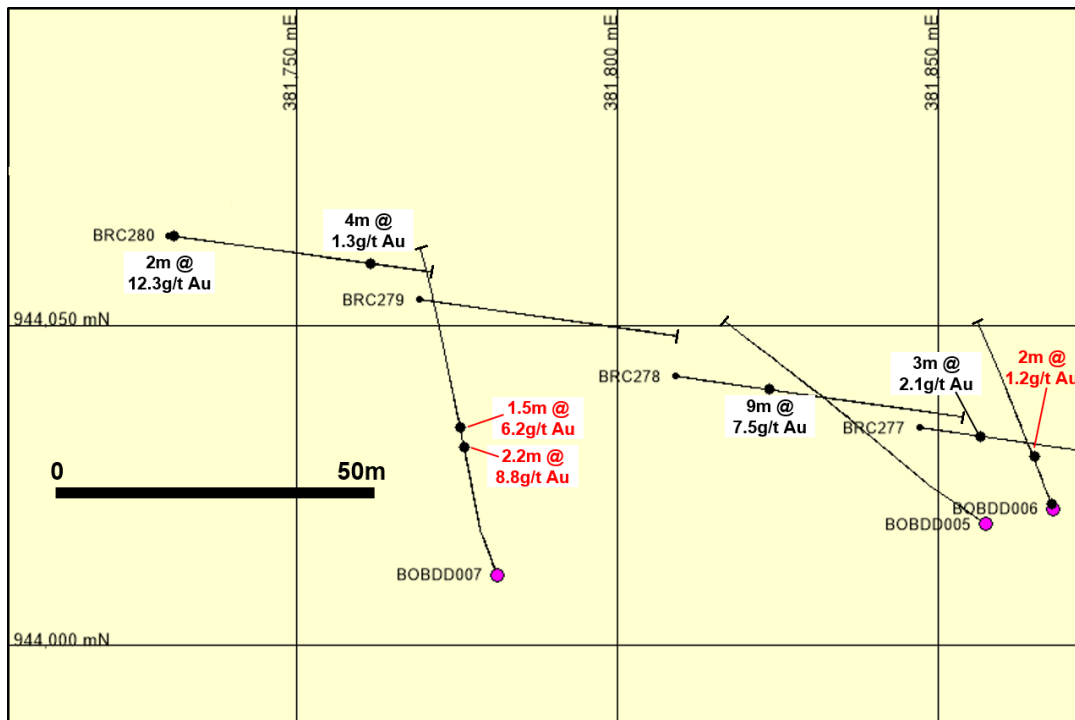 381,750 mE
381,800 mE
381,850 mE
BRC280
2m @
12.3g/t Au
4m @
1.3g/t Au
BRC279
944,050 mN
BRC278
9m @
7.5g/t Au
3m @
2.1g/t Au
2m @
1.2g/t Au
BRC277
1.5m @
6.2g/t Au
2.2m @
8.8g/t Au
0 50m
BOBDD006
BOBDD005
BOBDD007
944,000 mN